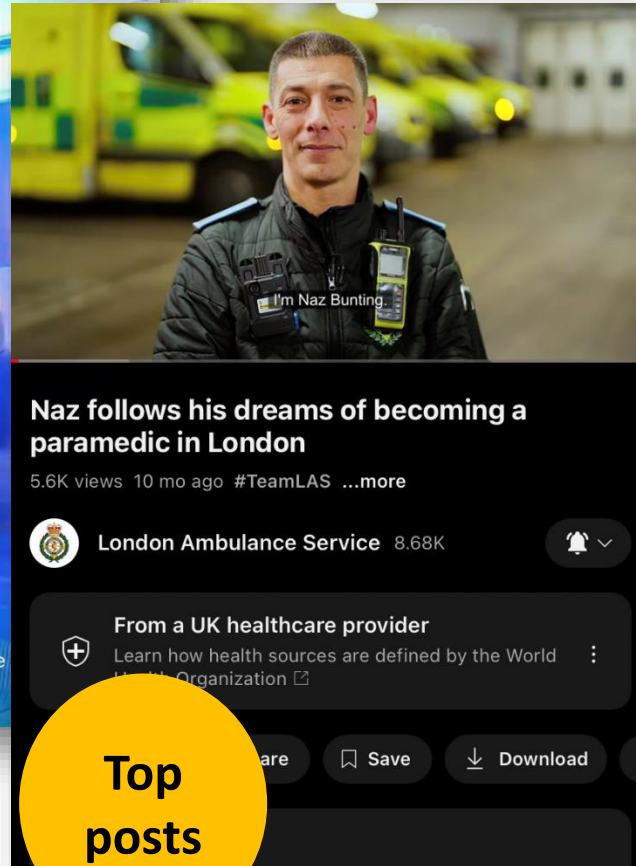 I'm Naz Bunting.
Naz follows his dreams of becoming a
paramedic in London
5.6K views 10 mo ago #TeamLAS ...more
London Ambulance Service 8.68K
From a UK healthcare provider
Learn how health sources are defined by the World
Organization
Save
Download
Top
posts